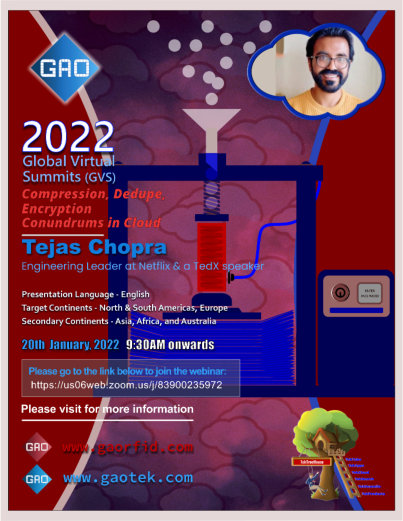 GAO
2022
Global Virtual
Summits (GVS)
Compression, Dedupe,
Encryption
Conundrums in Cloud
Tejas Chopra
Engineering Leader at Netflix & a TedX speaker
Presentation Language - English
Target Continents - North & South Americas, Europe
Secondary Continents - Asia, Africa, and Australia
20th January, 2022 9:30AM onwards
Please go to the link below to join the webinar:
https://us06web.zoom.us/j/83900235972
Please visit for more information
GAO www.gaorfid.com
GAO www.gaotek.com